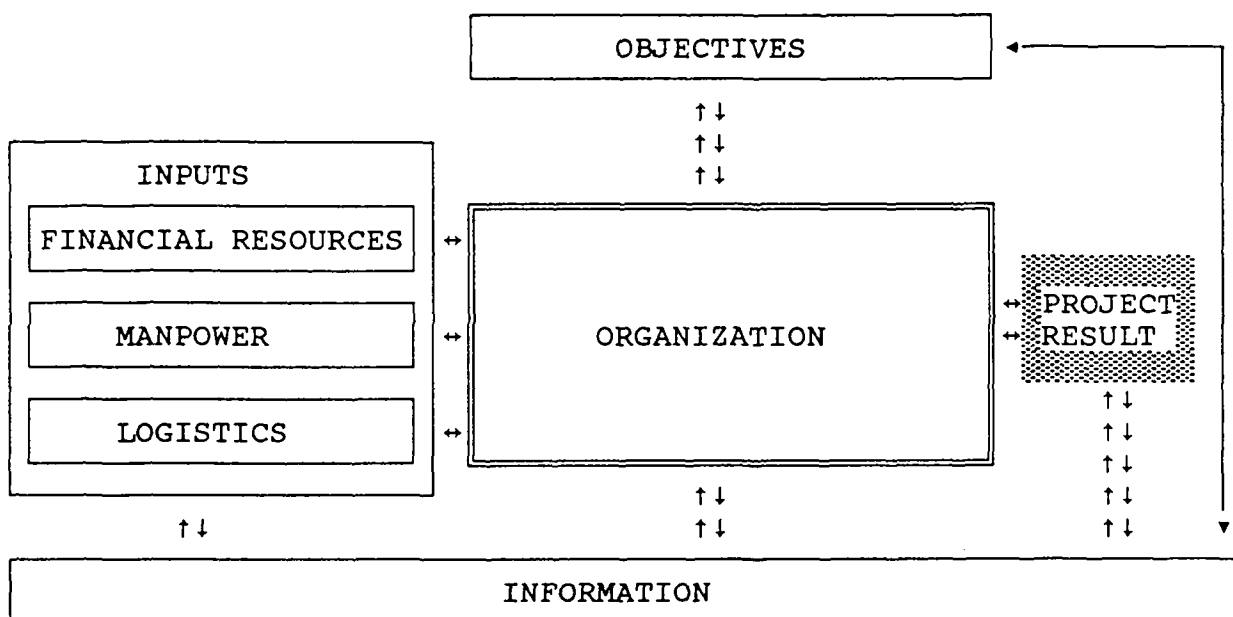 OBJECTIVES
INPUTS
FINANCIAL RESOURCES
MANPOWER
LOGISTICS
ORGANIZATION
PROJECT
RESULT
INFORMATION